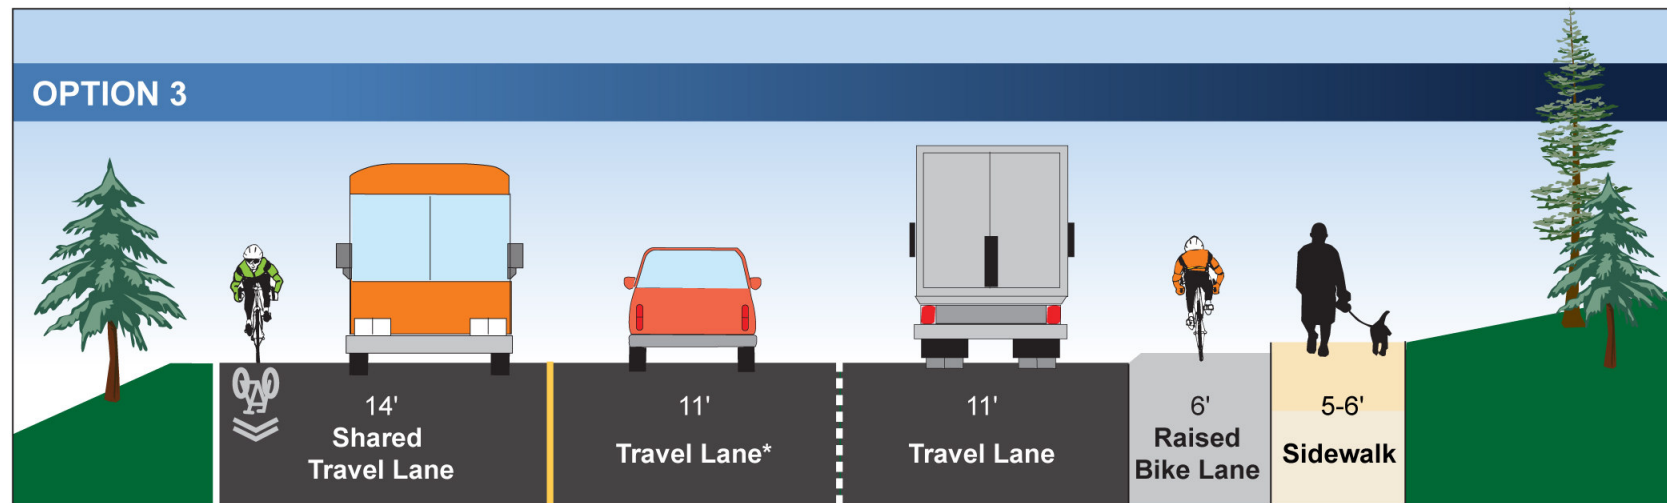 OPTION 3
14'
Shared
Travel Lane
11'
Travel Lane*
11'
Travel Lane
6'
Raised
Bike Lane
5-6'
Sidewalk